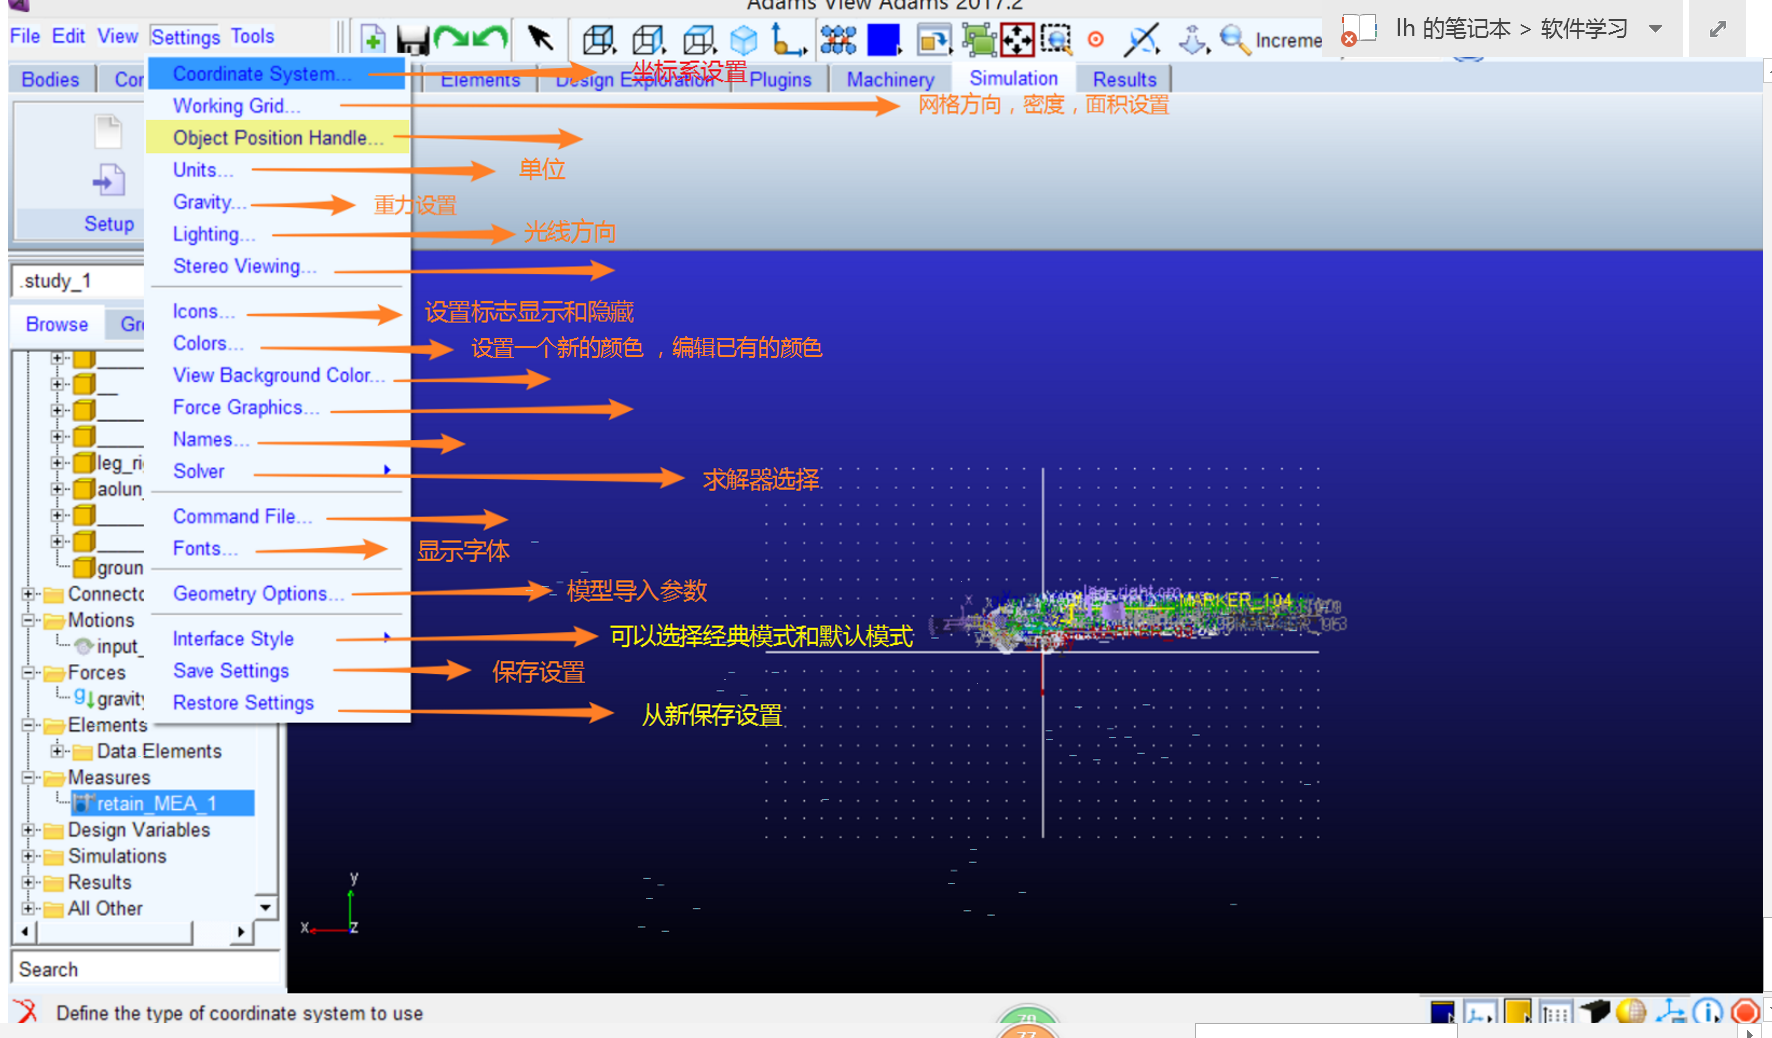 Adams View Adams 2017.2
lh 的笔记本 > 软件学习
File Edit View Settings Tools
Increme
Bodies
Con
Elements
Design Exploration
Plugins
Machinery
Simulation
Results
Setup
Coordinate System...
坐标系设置
Working Grid...
网格方向，密度，面积设置
Object Position Handle...
Units...
单位
Gravity...
重力设置
Lighting...
光线方向
Stereo Viewing...
Icons...
设置标志显示和隐藏
Colors...
设置一个新的颜色 ，编辑已有的颜色
View Background Color...
Force Graphics...
Names...
Solver
求解器选择
Command File...
Fonts...
显示字体
Geometry Options...
模型导入参数
Interface Style
可以选择经典模式和默认模式
Save Settings
保存设置
Restore Settings
从新保存设置
.study_1
Browse
Gr
leg_ri
aolun_
groun
Connecto
Motions
input_
Forces
gravity
Elements
Data Elements
Measures
retain_MEA_1
Design Variables
Simulations
Results
All Other
Search
MARKER_104
y
x
z
Define the type of coordinate system to use
79
77